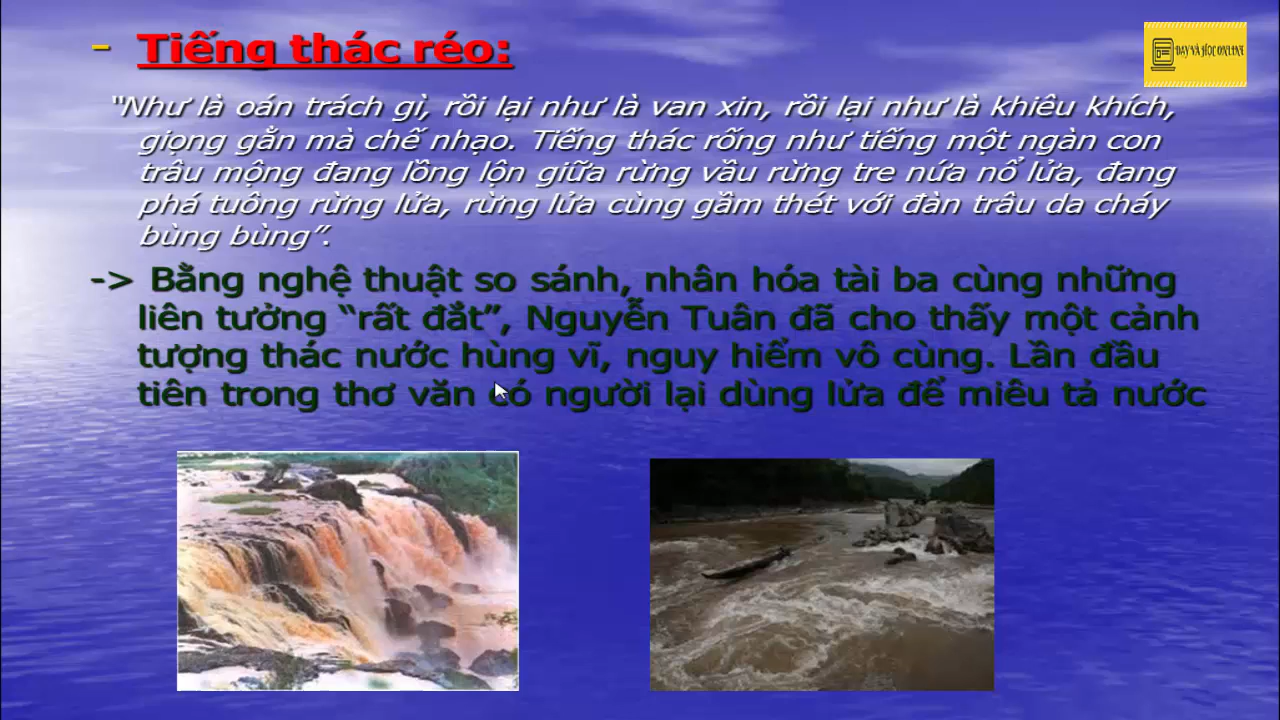 - Tiếng thác réo:
DẠY VÀ HỌC ONLINE
"Như là oán trách gì, rồi lại như là van xin, rồi lại như là khiêu khích,
giọng gằn mà chế nhạo. Tiếng thác rống như tiếng một ngàn con
trâu mộng đang lồng lộn giữa rừng vầu rừng tre nứa nổ lửa, đang
phá tuông rừng lửa, rừng lửa cùng gầm thét với đàn trâu da cháy
bùng bùng".
-> Bằng nghệ thuật so sánh, nhân hóa tài ba cùng những
liên tưởng "rất đắt", Nguyễn Tuân đã cho thấy một cảnh
tượng thác nước hùng vĩ, nguy hiểm vô cùng. Lần đầu
tiên trong thơ văn có người lại dùng lửa để miêu tả nước